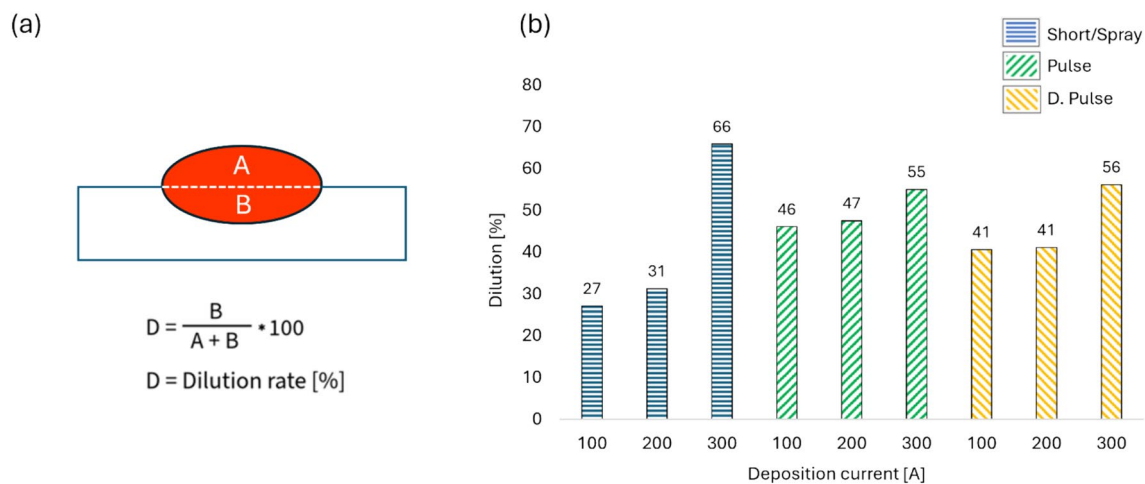 (a)
A
B
D = B / (A + B) * 100
D = Dilution rate [%]
(b)
Short/Spray
Pulse
D. Pulse
Dilution [%]
80
70
60
50
40
30
20
10
0
27
31
66
46
47
55
41
41
56
100 200 300 100 200 300 100 200 300
Deposition current [A]